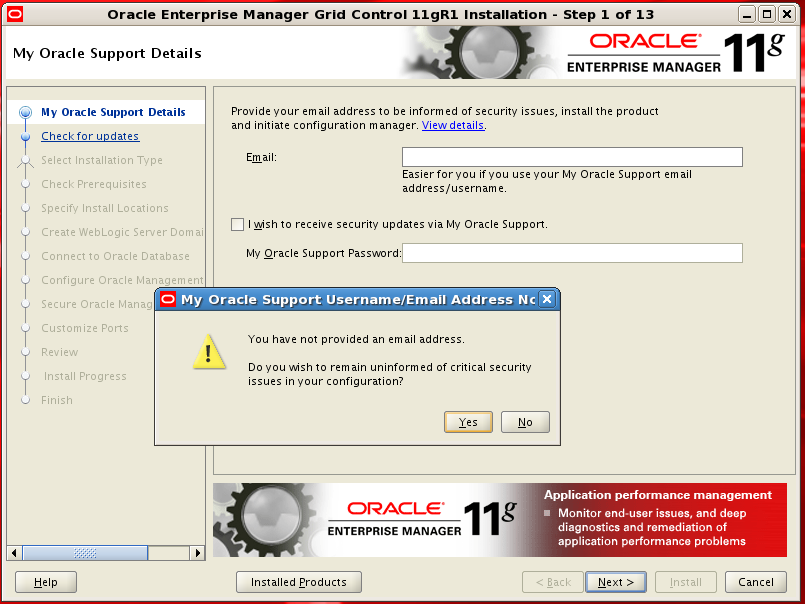 Oracle Enterprise Manager Grid Control 11gR1 Installation - Step 1 of 13
My Oracle Support Details
ORACLE
ENTERPRISE MANAGER 11g
My Oracle Support Details
Check for updates
Select Installation Type
Check Prerequisites
Specify Install Locations
Create WebLogic Server Domai
Connect to Oracle Database
Configure Oracle Management
Secure Oracle Manag
Customize Ports
Review
Install Progress
Finish
Provide your email address to be informed of security issues, install the product
and initiate configuration manager. View details.
Email:
Easier for you if you use your My Oracle Support email
address/username.
I wish to receive security updates via My Oracle Support.
My Oracle Support Password:
My Oracle Support Username/Email Address No
You have not provided an email address.
Do you wish to remain uninformed of critical security
issues in your configuration?
Yes
No
ORACLE
ENTERPRISE MANAGER 11g
Application performance management
Monitor end-user issues, and deep
diagnostics and remediation of
application performance problems
Help
Installed Products
< Back
Next >
Install
Cancel